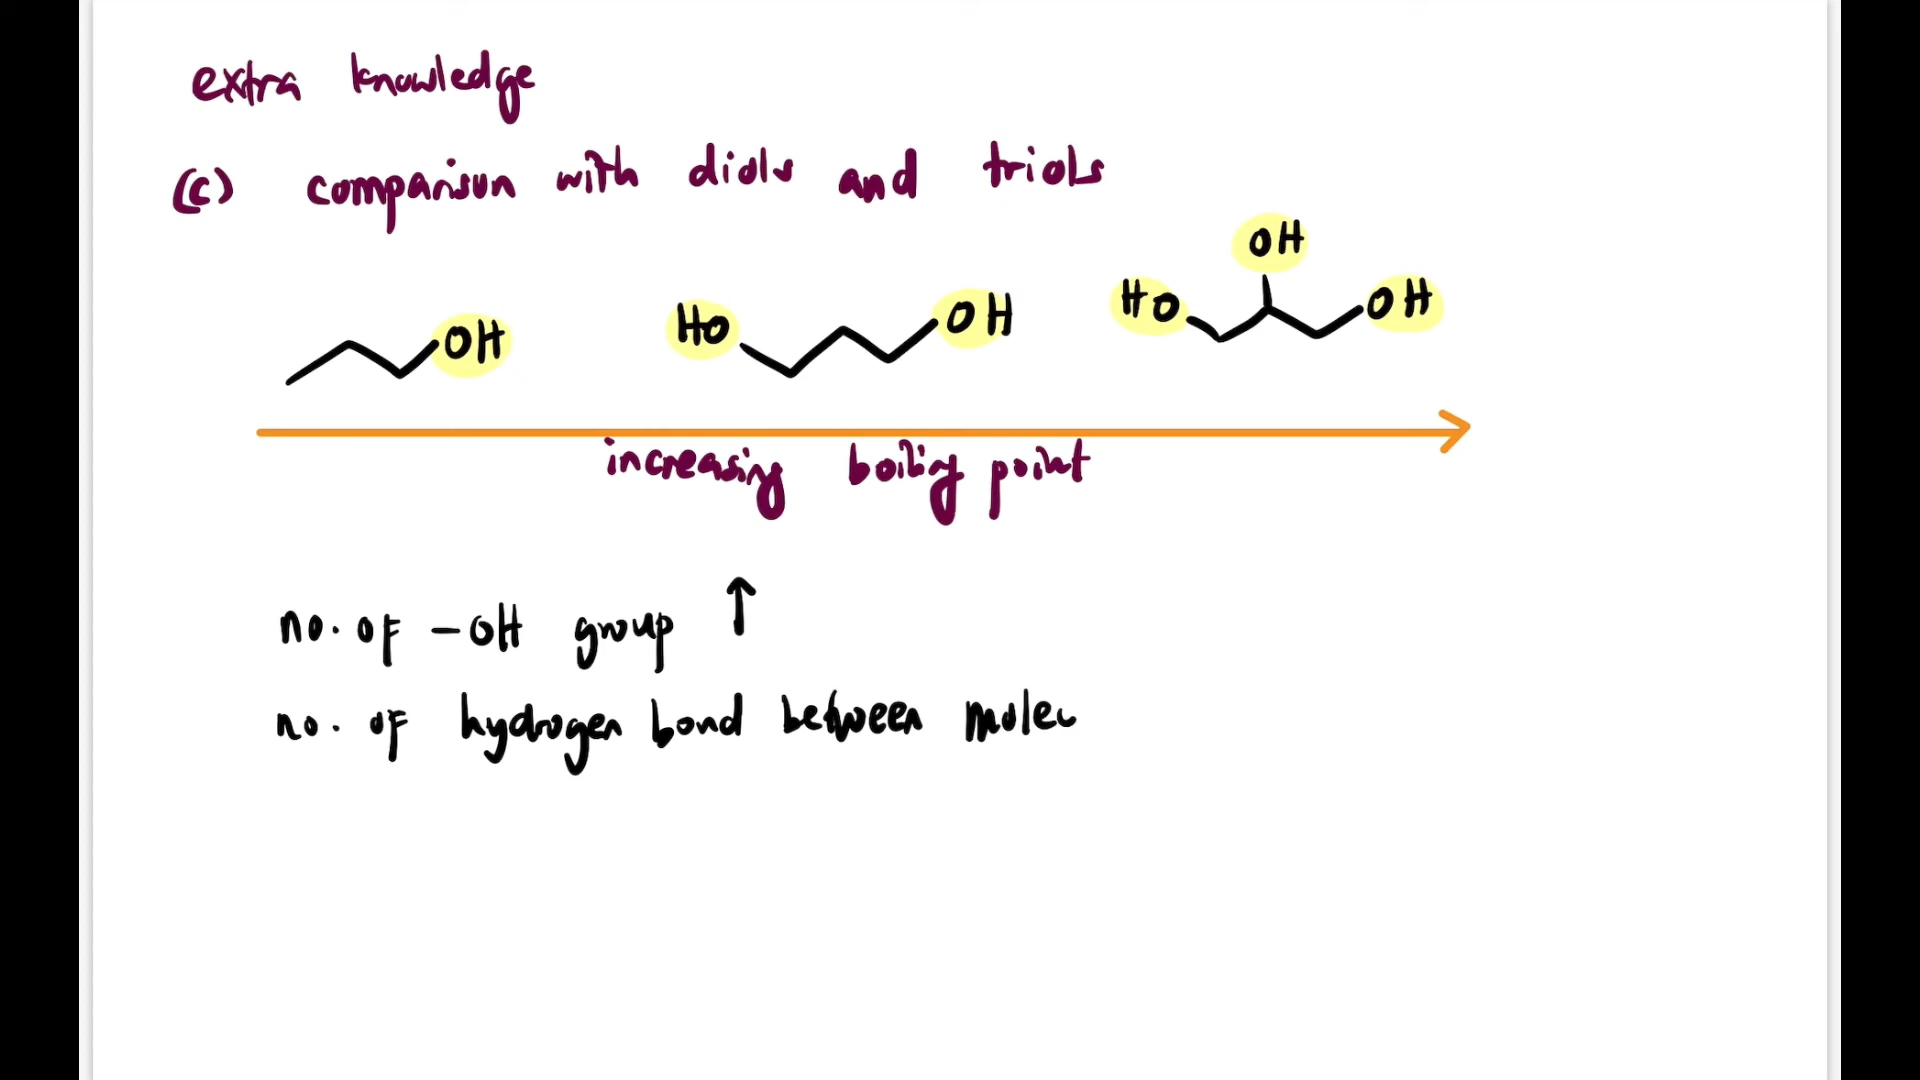 extra knowledge
(c) comparison with diols and triols
OH
HO OH
OH
HO OH
increasing boiling point
no. of -OH group ↑
no. of hydrogen bond between molec